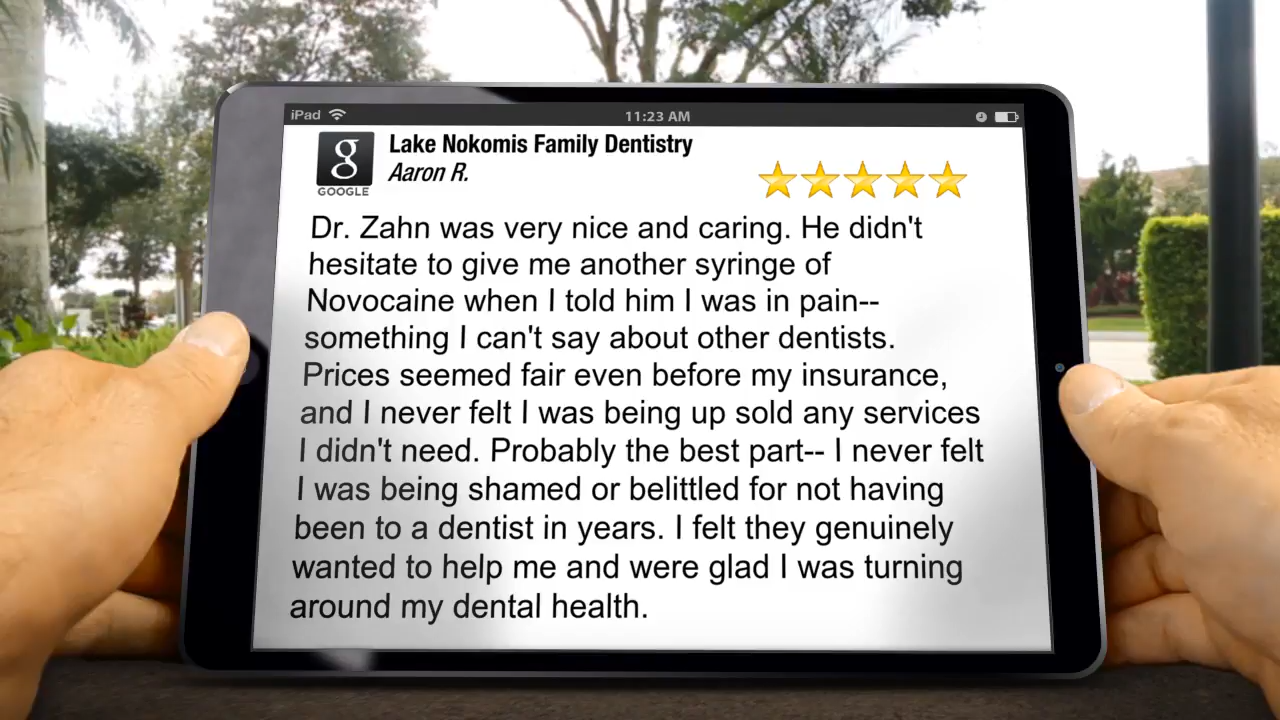 iPad
11:23 AM
g
GOOGLE
Lake Nokomis Family Dentistry
Aaron R.
Dr. Zahn was very nice and caring. He didn't
hesitate to give me another syringe of
Novocaine when I told him I was in pain--
something I can't say about other dentists.
Prices seemed fair even before my insurance,
and I never felt I was being up sold any services
I didn't need. Probably the best part-- I never felt
I was being shamed or belittled for not having
been to a dentist in years. I felt they genuinely
wanted to help me and were glad I was turning
around my dental health.